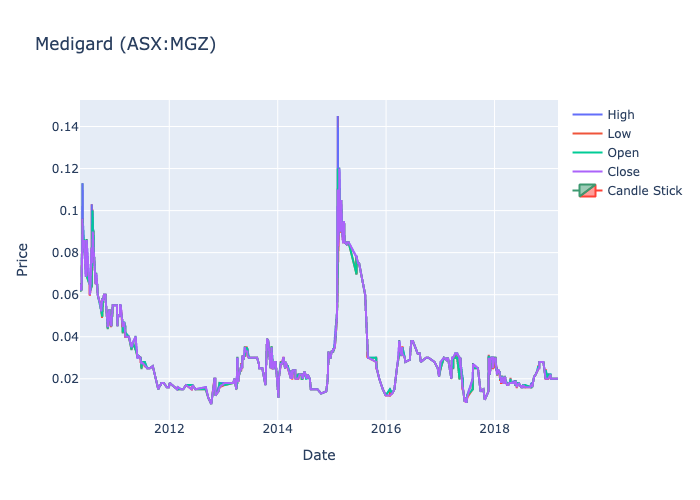 Medigard (ASX:MGZ)
High
Low
Open
Close
Candle Stick
Price
0.14
0.12
0.1
0.08
0.06
0.04
0.02
2012
2014
2016
2018
Date